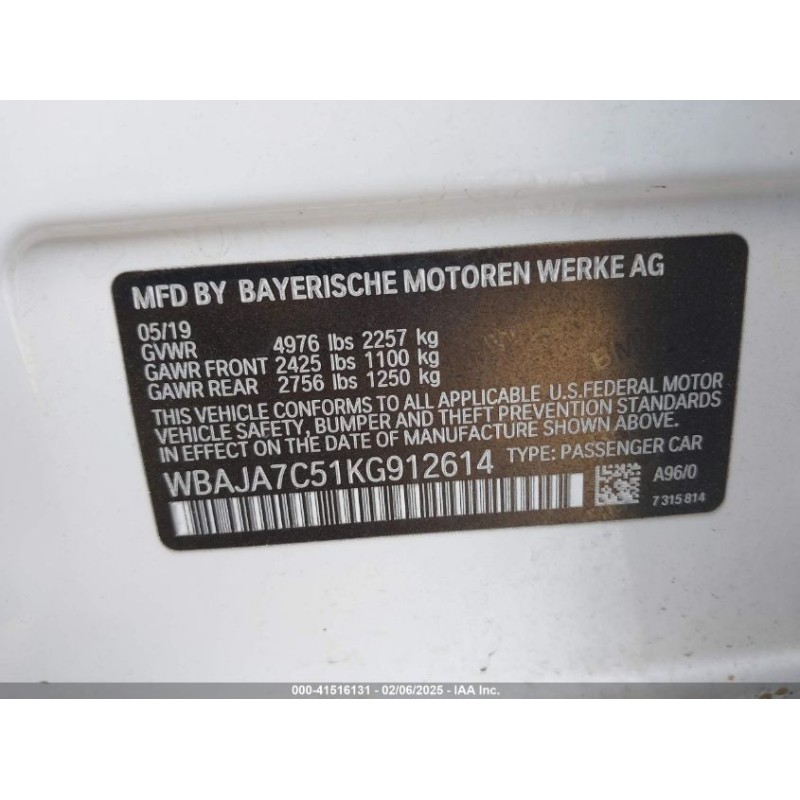 MFD BY BAYERISCHE MOTOREN WERKE AG
05/19
GVWR 4976 lbs 2257 kg
GAWR FRONT 2425 lbs 1100 kg
GAWR REAR 2756 lbs 1250 kg
THIS VEHICLE CONFORMS TO ALL APPLICABLE U.S.FEDERAL MOTOR
VEHICLE SAFETY, BUMPER AND THEFT PREVENTION STANDARDS
IN EFFECT ON THE DATE OF MANUFACTURE SHOWN ABOVE.
WBAJA7C51KG912614 TYPE: PASSENGER CAR
A96/0
7 315 814
000-41516131 - 02/06/2025 - IAA Inc.